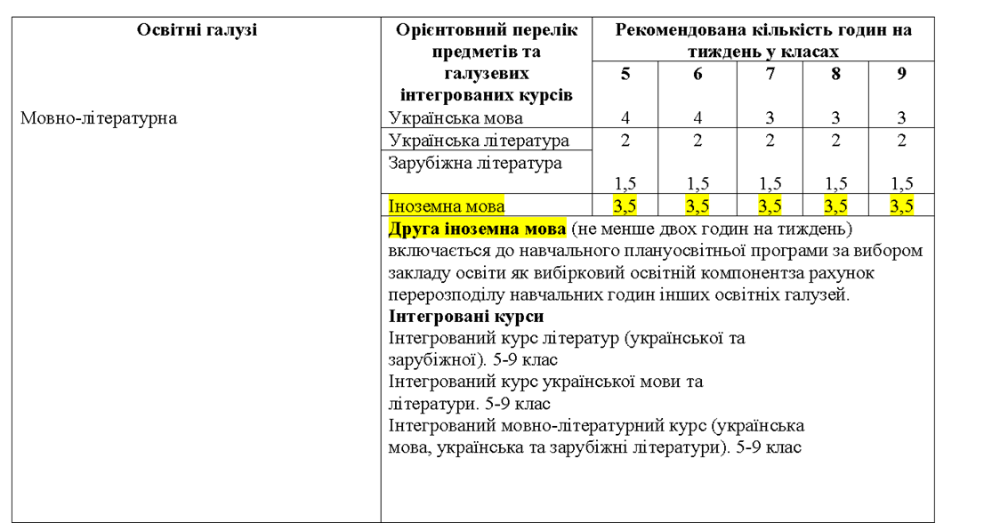 Освітні галузі
Орієнтовний перелік
предметів та
галузевих
інтегрованих курсів
Рекомендована кількість годин на
тиждень у класах
5 6 7 8 9
Мовно-літературна
Українська мова 4 4 3 3 3
Українська література 2 2 2 2 2
Зарубіжна література
1,5 1,5 1,5 1,5 1,5
Іноземна мова 3,5 3,5 3,5 3,5 3,5
Друга іноземна мова (не менше двох годин на тиждень)
включається до навчального плануосвітньої програми за вибором
закладу освіти як вибірковий освітній компонентза рахунок
перерозподілу навчальних годин інших освітніх галузей.
Інтегровані курси
Інтегрований курс літератур (української та
зарубіжної). 5-9 клас
Інтегрований курс української мови та
літератури. 5-9 клас
Інтегрований мовно-літературний курс (українська
мова, українська та зарубіжні літератури). 5-9 клас